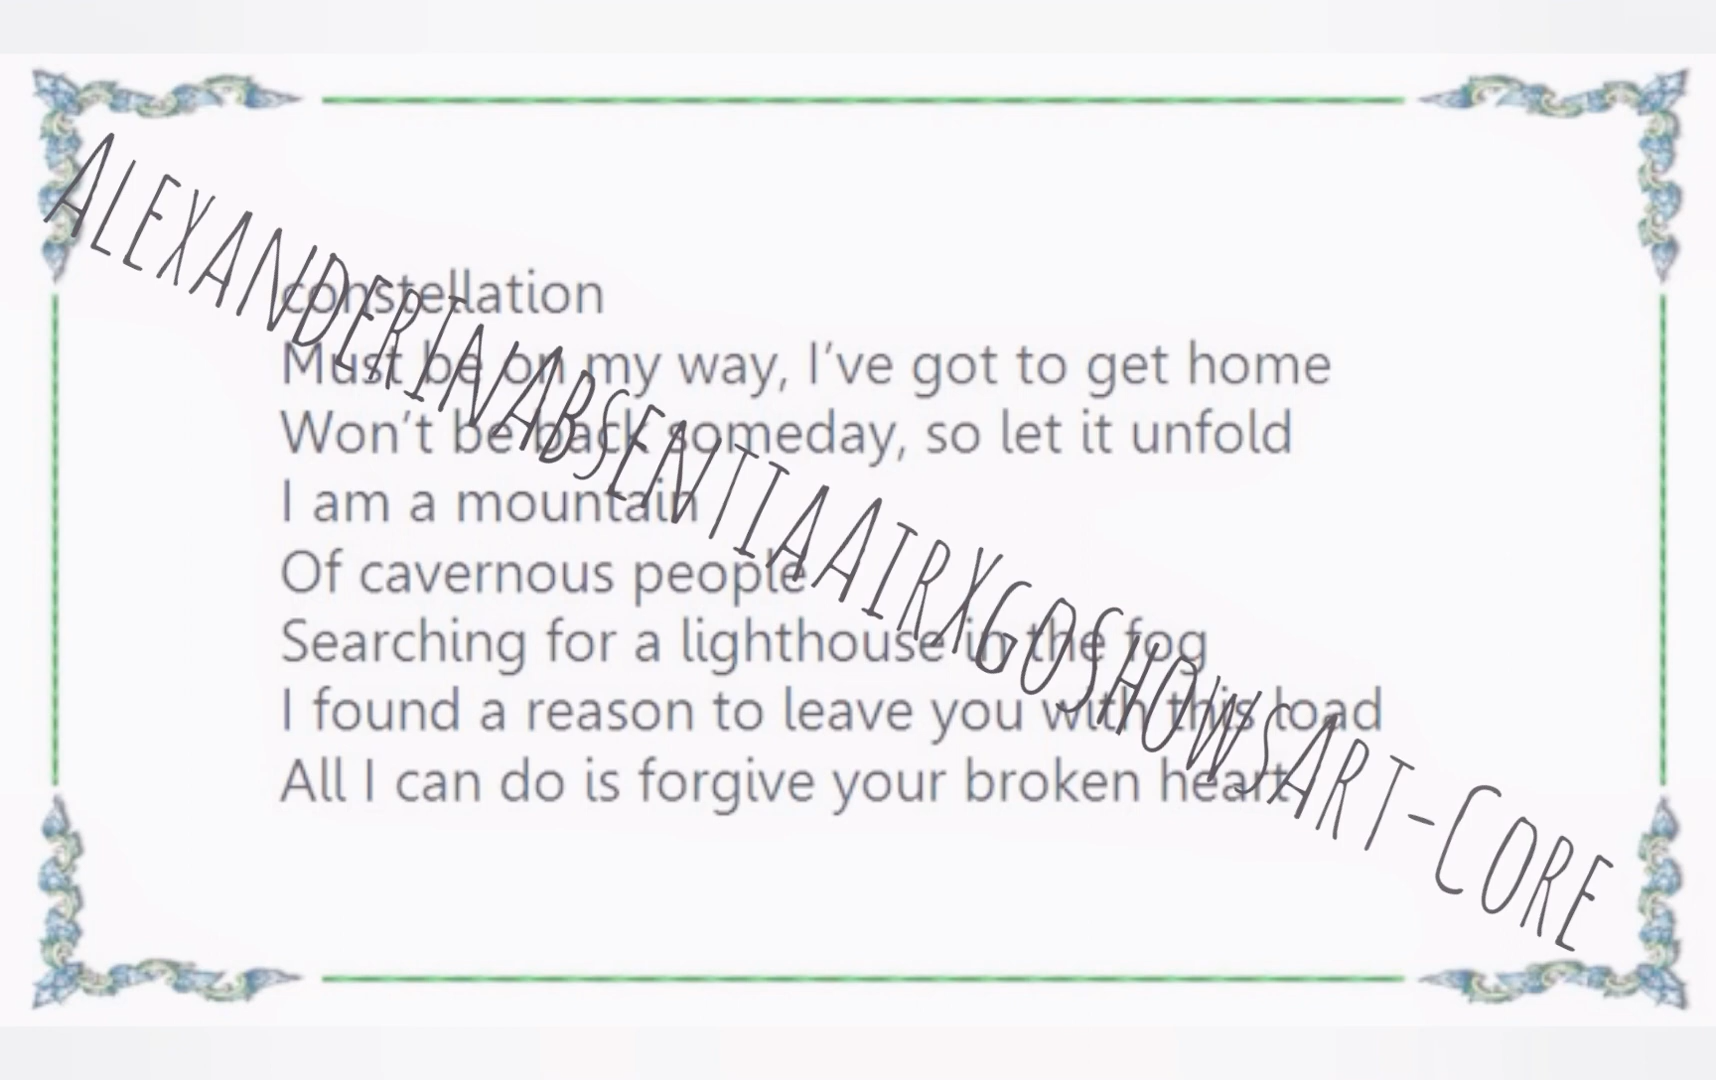 constellation
Must be on my way, I’ve got to get home
Won’t be back someday, so let it unfold
I am a mountain
Of cavernous people
Searching for a lighthouse in the fog
I found a reason to leave you with this load
All I can do is forgive your broken heart
AlexanderInAbsentiaAirXgoShowsArt-Core